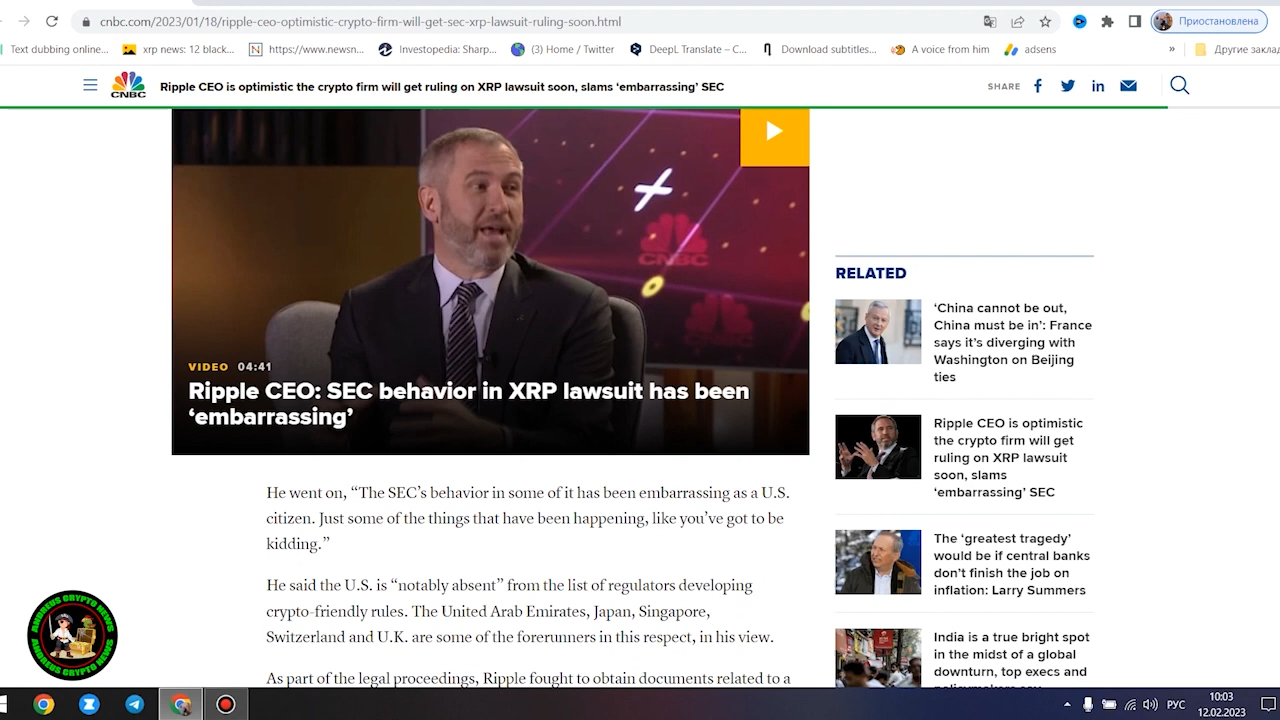 cnbc.com/2023/01/18/ripple-ceo-optimistic-crypto-firm-will-get-sec-xrp-lawsuit-ruling-soon.html
Приостановлена
Text dubbing online...
xrp news: 12 black...
https://www.newsn...
Investopedia: Sharp...
(3) Home / Twitter
DeepL Translate – C...
Download subtitles...
A voice from him
adsens
»
Другие закла
CNBC
Ripple CEO is optimistic the crypto firm will get ruling on XRP lawsuit soon, slams ‘embarrassing’ SEC
SHARE
CNBC
VIDEO 04:41
Ripple CEO: SEC behavior in XRP lawsuit has been
‘embarrassing’
He went on, “The SEC’s behavior in some of it has been embarrassing as a U.S.
citizen. Just some of the things that have been happening, like you’ve got to be
kidding.”
He said the U.S. is “notably absent” from the list of regulators developing
crypto-friendly rules. The United Arab Emirates, Japan, Singapore,
Switzerland and U.K. are some of the forerunners in this respect, in his view.
As part of the legal proceedings, Ripple fought to obtain documents related to a
RELATED
‘China cannot be out,
China must be in’: France
says it’s diverging with
Washington on Beijing
ties
Ripple CEO is optimistic
the crypto firm will get
ruling on XRP lawsuit
soon, slams
‘embarrassing’ SEC
The ‘greatest tragedy’
would be if central banks
don’t finish the job on
inflation: Larry Summers
India is a true bright spot
in the midst of a global
downturn, top execs and
policymakers say
ANDREUS CRYPTO NEWS
ANDREUS CRYPTO NEWS
РУС
10:03
12.02.2023